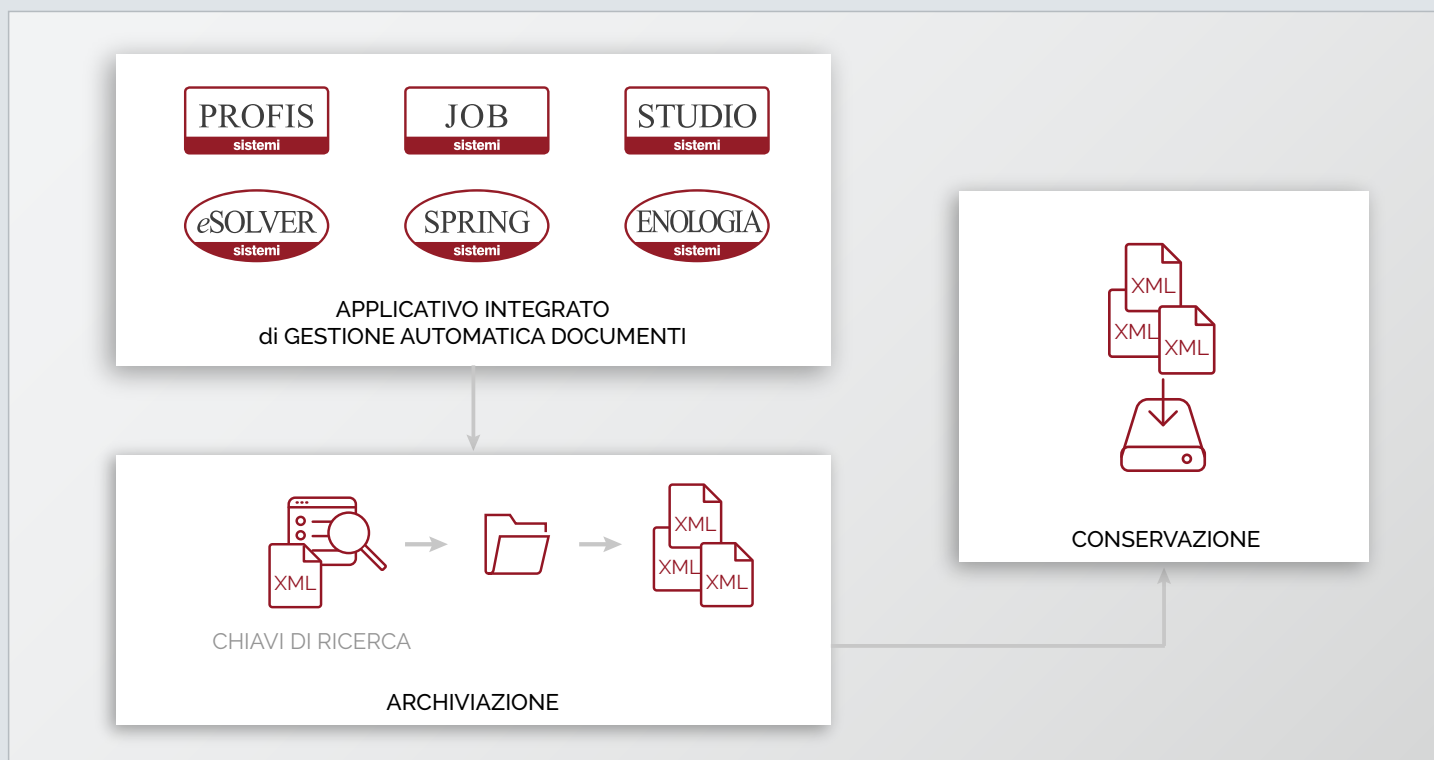 PROFIS
sistemi
JOB
sistemi
STUDIO
sistemi
eSOLVER
sistemi
SPRING
sistemi
ENOLOGIA
sistemi
APPLICATIVO INTEGRATO
di GESTIONE AUTOMATICA DOCUMENTI
XML
CHIAVI DI RICERCA
XML
XML
XML
ARCHIVIAZIONE
XML
XML
XML
CONSERVAZIONE